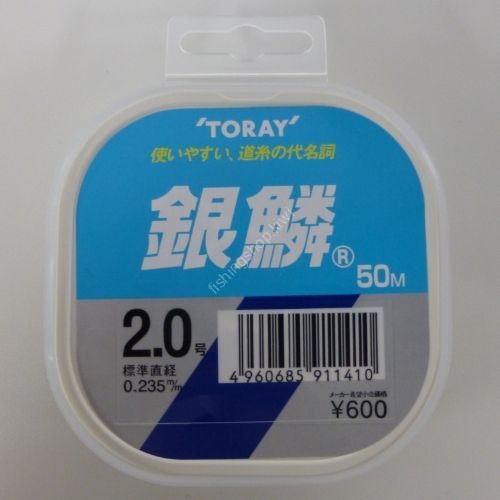 'TORAY'
使いやすい、道糸の代名詞
銀鱗® 50M
2.0号
標準直経
0.235m/m
4 960685 911410
メーカー希望小売価格
¥600